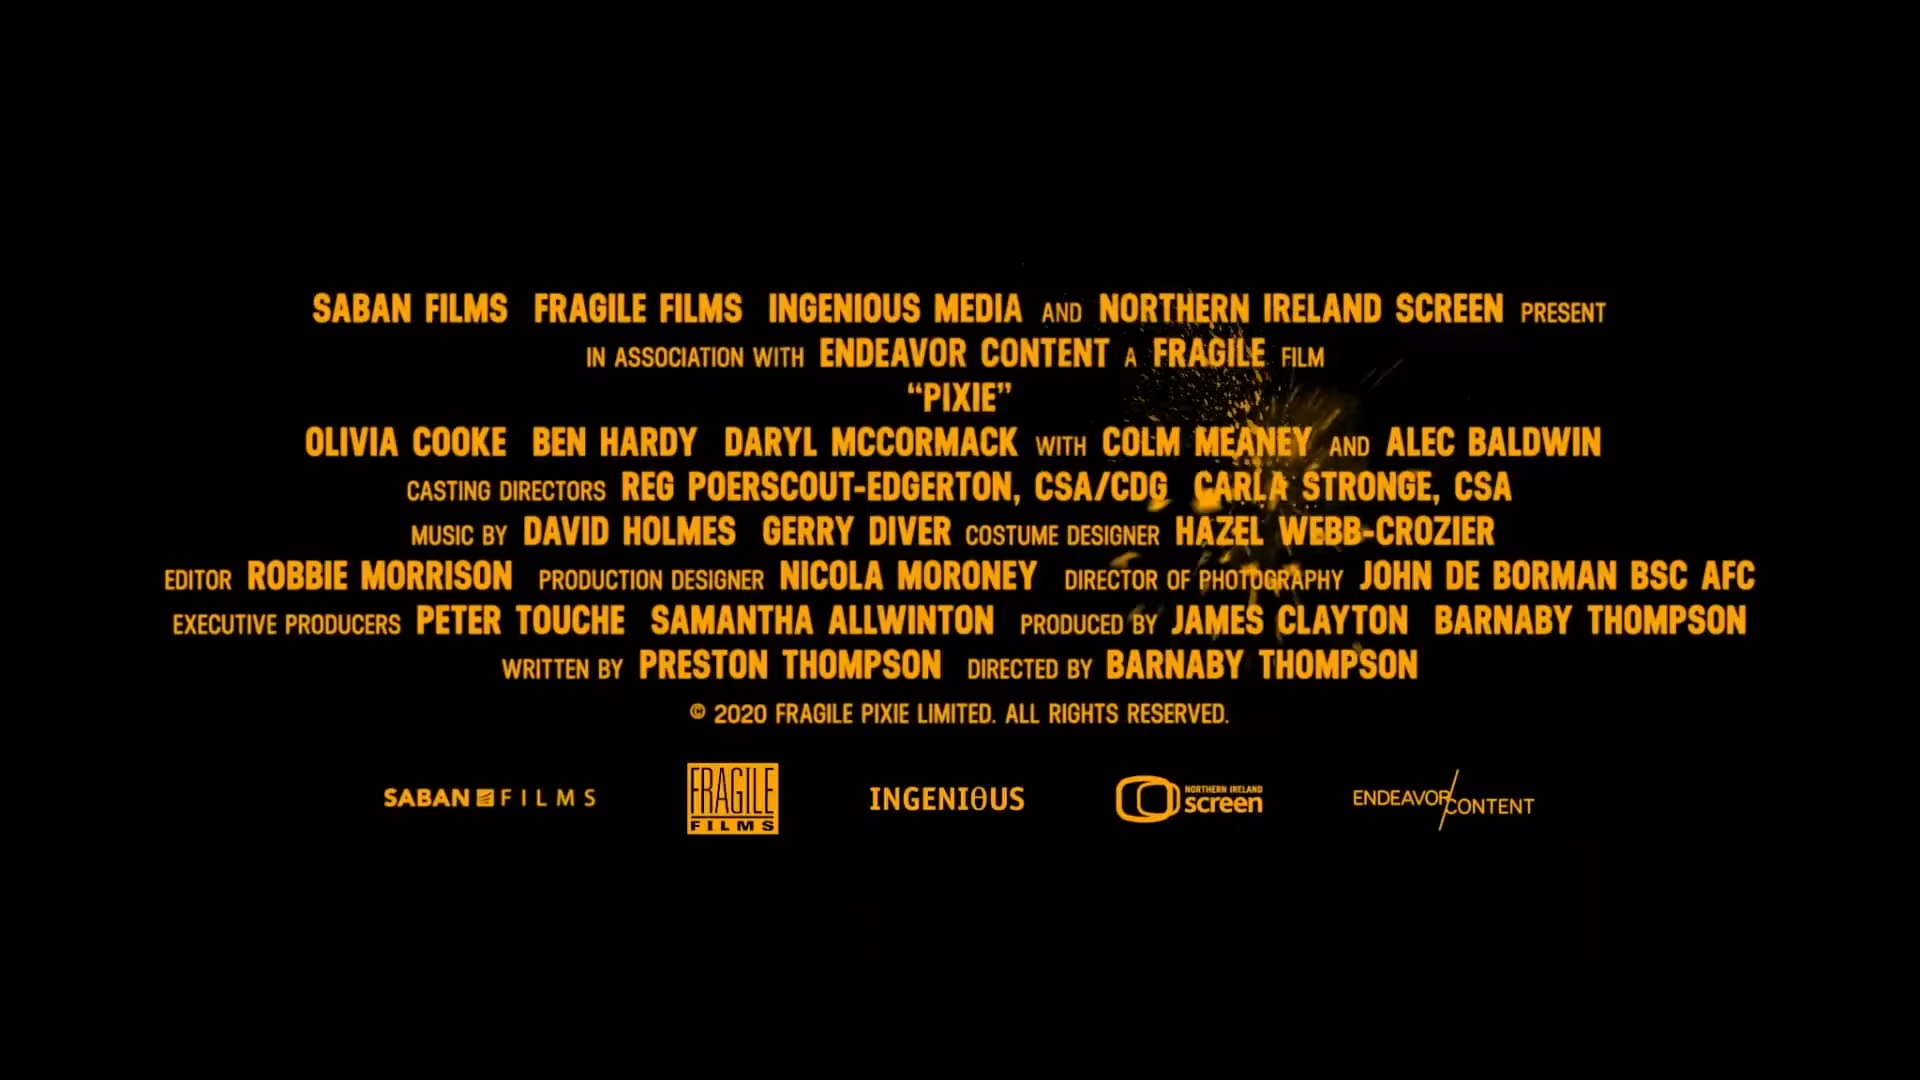 SABAN FILMS FRAGILE FILMS INGENIOUS MEDIA AND NORTHERN IRELAND SCREEN PRESENT
IN ASSOCIATION WITH ENDEAVOR CONTENT A FRAGILE FILM
“PIXIE”
OLIVIA COOKE BEN HARDY DARYL MCCORMACK WITH COLM MEANEY AND ALEC BALDWIN
CASTING DIRECTORS REG POERSCOUT-EDGERTON, CSA/CDG CARLA STRONGE, CSA
MUSIC BY DAVID HOLMES GERRY DIVER COSTUME DESIGNER HAZEL WEBB-CROZIER
EDITOR ROBBIE MORRISON PRODUCTION DESIGNER NICOLA MORONEY DIRECTOR OF PHOTOGRAPHY JOHN DE BORMAN BSC AFC
EXECUTIVE PRODUCERS PETER TOUCHE SAMANTHA ALLWINTON PRODUCED BY JAMES CLAYTON BARNABY THOMPSON
WRITTEN BY PRESTON THOMPSON DIRECTED BY BARNABY THOMPSON
© 2020 FRAGILE PIXIE LIMITED. ALL RIGHTS RESERVED.
SABAN FILMS
FRAGILE
FILMS
INGENIθUS
NORTHERN IRELAND
screen
ENDEAVOR/CONTENT